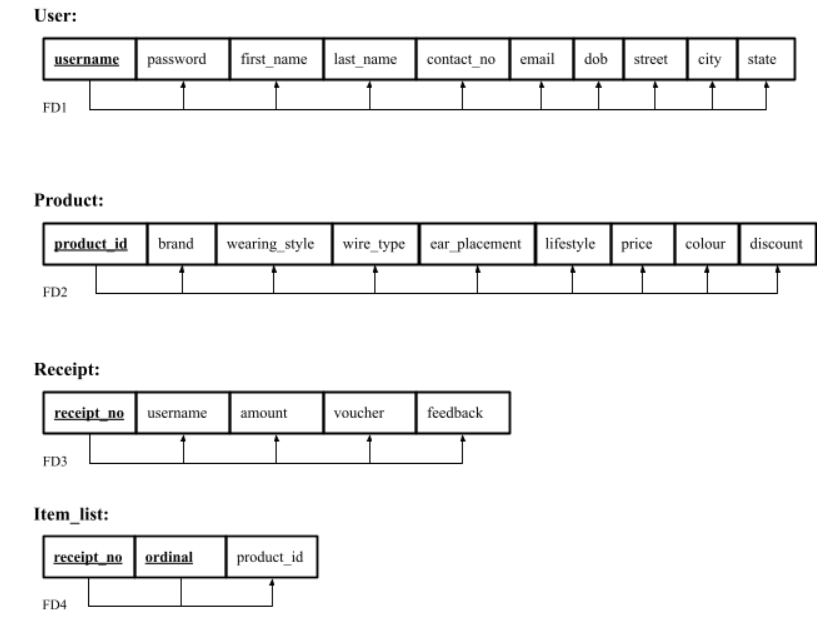 User:
username password first_name last_name contact_no email dob street city state
FD1
Product:
product_id brand wearing_style wire_type ear_placement lifestyle price colour discount
FD2
Receipt:
receipt_no username amount voucher feedback
FD3
Item_list:
receipt_no ordinal product_id
FD4